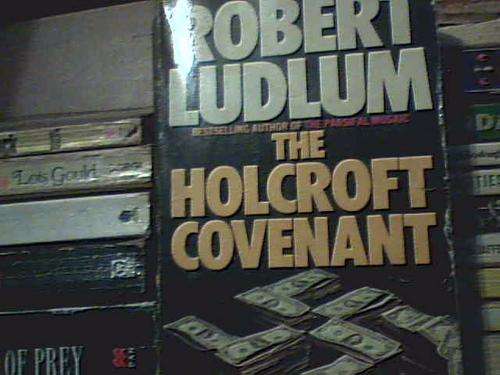 ROBERT
LUDLUM
BESTSELLING AUTHOR OF THE PARSIFAL MOSAIC
THE
HOLCROFT
COVENANT
Lois Gould
OF PREY